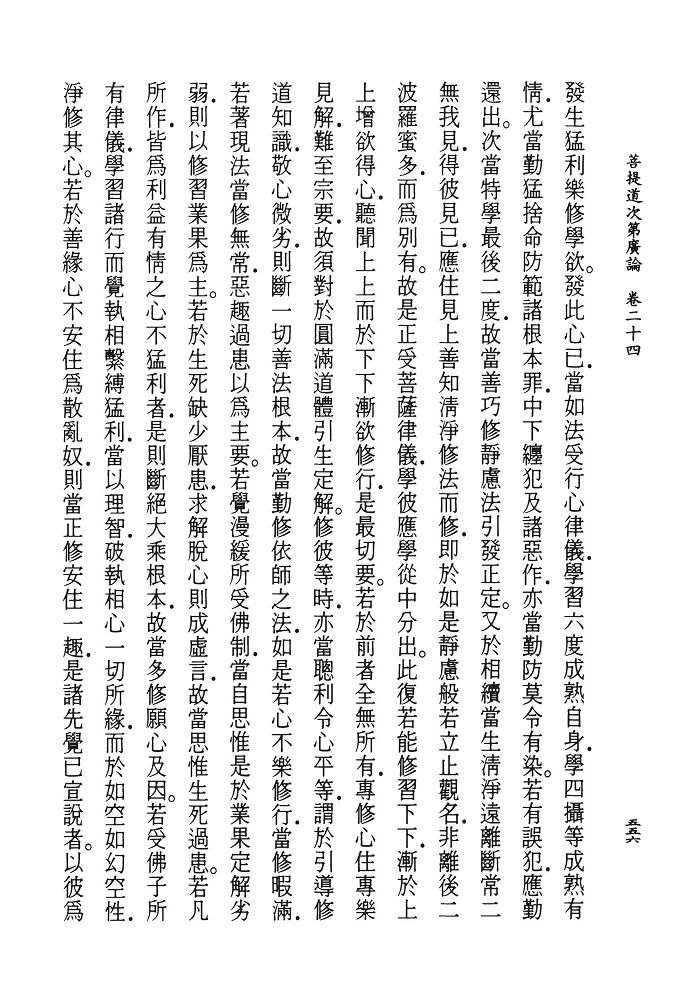 菩提道次第廣論　卷二十四
五五六
發生猛利樂修學欲。發此心已．當如法受行心律儀．學習六度成熟自身．學四攝等成熟有
情．尤當勤猛捨命防範諸根本罪．中下纏犯及諸惡作．亦當勤防莫令有染。若有誤犯．應勤
還出。次當特學最後二度．故當善巧修靜慮法引發正定。又於相續當生清淨遠離斷常二
無我見．得彼見已．應住見上善知清淨修法而修．即於如是靜慮般若立止觀名．非離後二
波羅蜜多．而為別有。故是正受菩薩律儀．學彼應學從中分出。此復若能修習下下．漸於上
上增欲得心．聽聞上上而於下下漸欲修行．是最切要。若於前者全無所有．專修心住專樂
見解．難至宗要．故須對於圓滿道體引生定解。修彼等時．亦當聰利令心平等．謂於引導修
道知識．敬心微劣．則斷一切善法根本．故當勤修依師之法．如是若心不樂修行．當修暇滿．
若著現法當修無常．惡趣過患以為主要。若覺漫緩所受佛制．當自思惟是於業果定解劣
弱．則以修習業果為主。若於生死缺少厭患．求解脫心則成虛言．故當思惟生死過患。若凡
所作．皆為利益有情之心不猛利者．是則斷絕大乘根本．故當多修願心及因。若受佛子所
有律儀．學習諸行而覺執相繫縛猛利．當以理智．破執相心一切所緣．而於如空如幻空性．
淨修其心。若於善緣心不安住為散亂奴．則當正修安住一趣．是諸先覺已宣說者。以彼為